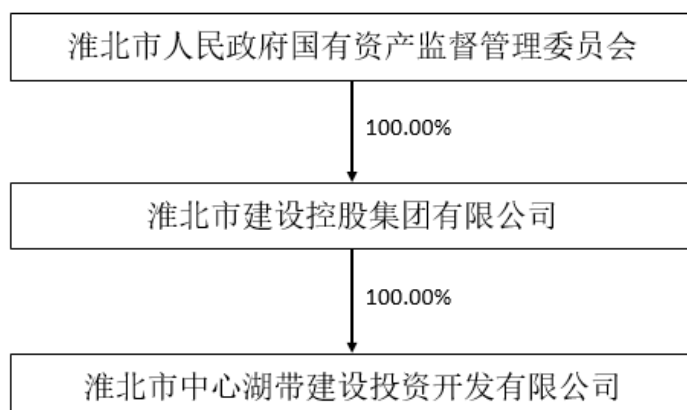 淮北市人民政府国有资产监督管理委员会
100.00%
淮北市建设控股集团有限公司
100.00%
淮北市中心湖带建设投资开发有限公司